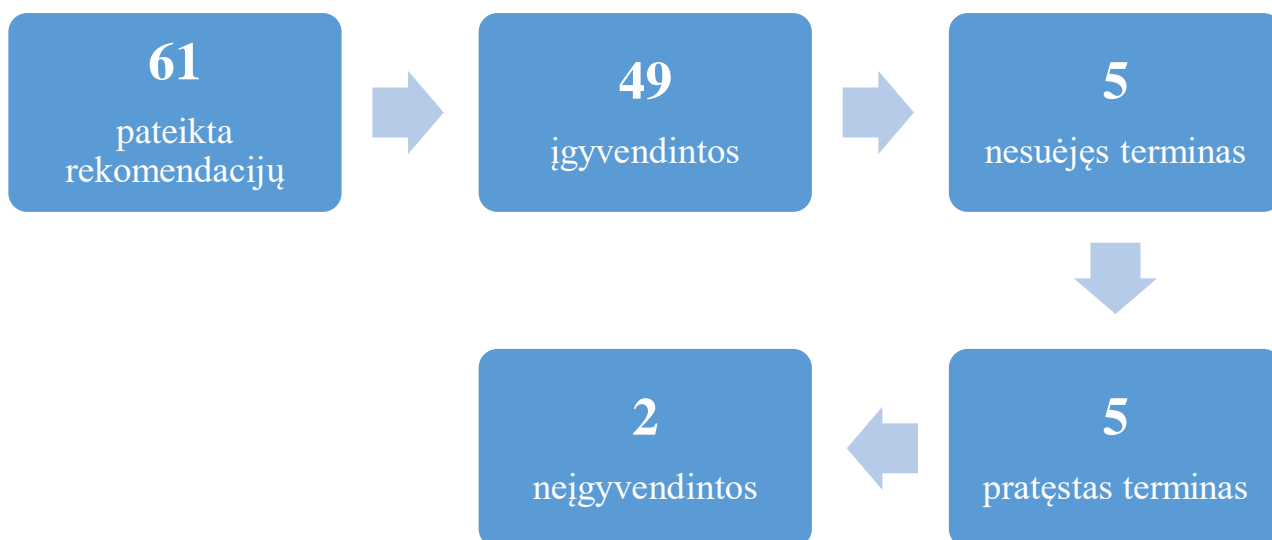 61
pateikta
rekomendacijų
49
įgyvendintos
5
nesuėjęs terminas
5
pratęstas terminas
2
neįgyvendintos